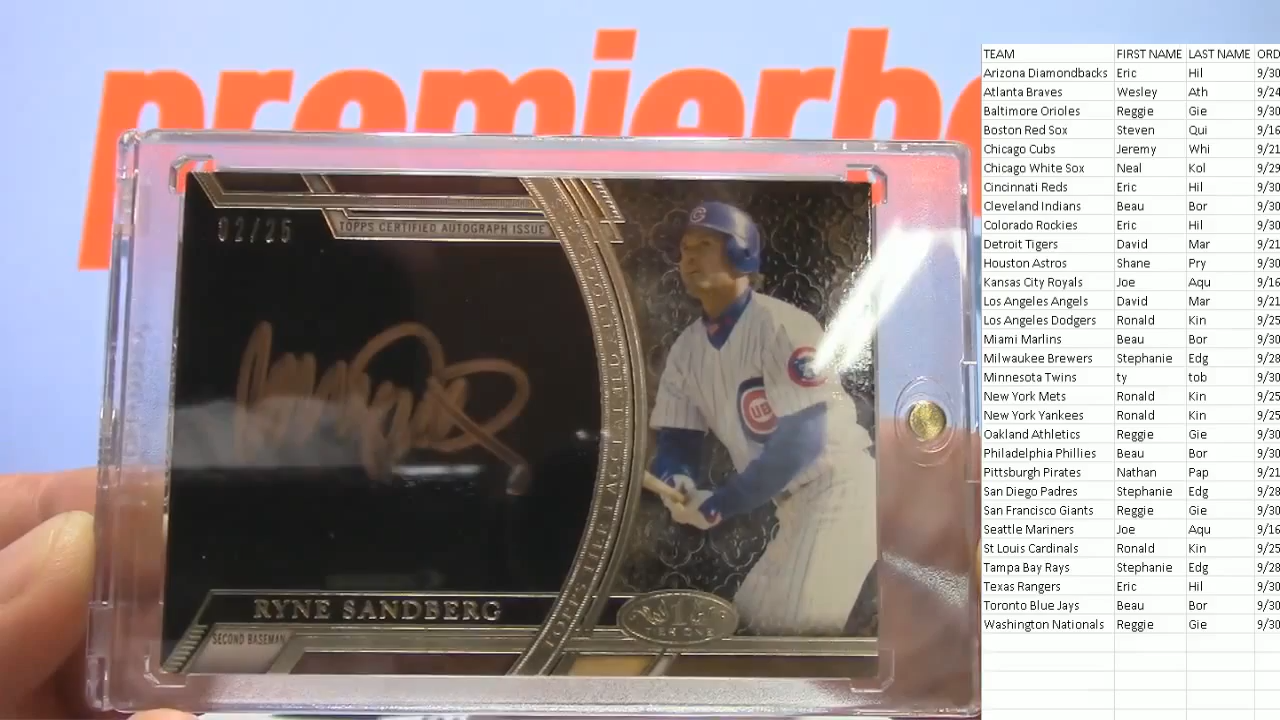 premierh
02/25
TOPPS CERTIFIED AUTOGRAPH ISSUE
C
CUB
RYNE SANDBERG
SECOND BASEMAN
TIER ONE
TEAM FIRST NAME LAST NAME ORD
Arizona Diamondbacks Eric Hil 9/30
Atlanta Braves Wesley Ath 9/24
Baltimore Orioles Reggie Gie 9/30
Boston Red Sox Steven Qui 9/18
Chicago Cubs Jeremy Whi 9/21
Chicago White Sox Neal Kol 9/29
Cincinnati Reds Eric Hil 9/30
Cleveland Indians Beau Bor 9/30
Colorado Rockies Eric Hil 9/30
Detroit Tigers David Mar 9/21
Houston Astros Shane Pry 9/30
Kansas City Royals Joe Aqu 9/16
Los Angeles Angels David Mar 9/21
Los Angeles Dodgers Ronald Kin 9/25
Miami Marlins Beau Bor 9/30
Milwaukee Brewers Stephanie Edg 9/28
Minnesota Twins ty tob 9/30
New York Mets Ronald Kin 9/25
New York Yankees Ronald Kin 9/25
Oakland Athletics Reggie Gie 9/30
Philadelphia Phillies Beau Bor 9/30
Pittsburgh Pirates Nathan Pap 9/21
San Diego Padres Stephanie Edg 9/28
San Francisco Giants Reggie Gie 9/30
Seattle Mariners Joe Aqu 9/16
St Louis Cardinals Ronald Kin 9/25
Tampa Bay Rays Stephanie Edg 9/28
Texas Rangers Eric Hil 9/30
Toronto Blue Jays Beau Bor 9/30
Washington Nationals Reggie Gie 9/30